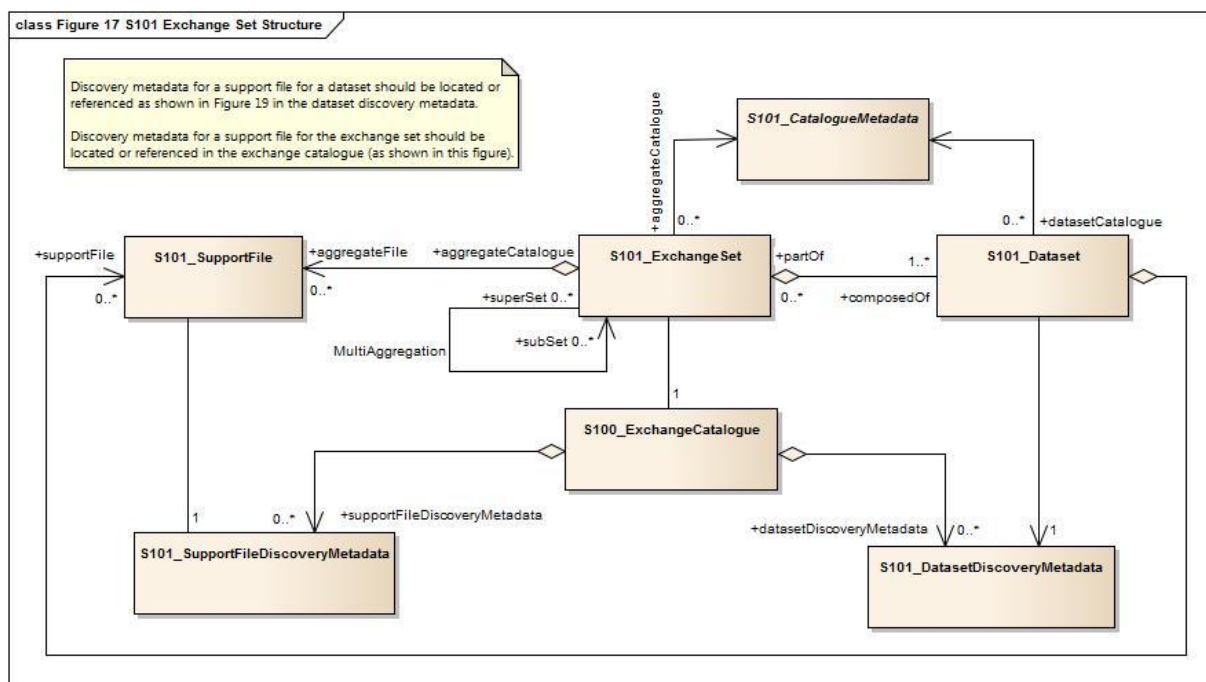 class Figure 17 S101 Exchange Set Structure
Discovery metadata for a support file for a dataset should be located or
referenced as shown in Figure 19 in the dataset discovery metadata.
Discovery metadata for a support file for the exchange set should be
located or referenced in the exchange catalogue (as shown in this figure).
+aggregateCatalogue
S101_CatalogueMetadata
0..*
0..*
+datasetCatalogue
+supportFile
0..*
S101_SupportFile
+aggregateFile
0..*
+aggregateCatalogue
S101_ExchangeSet
+partOf
0..*
1..*
+composedOf
S101_Dataset
+superSet 0..*
+subSet 0..*
MultiAggregation
1
S100_ExchangeCatalogue
1
0..*
+supportFileDiscoveryMetadata
+datasetDiscoveryMetadata
0..*
1
S101_SupportFileDiscoveryMetadata
S101_DatasetDiscoveryMetadata